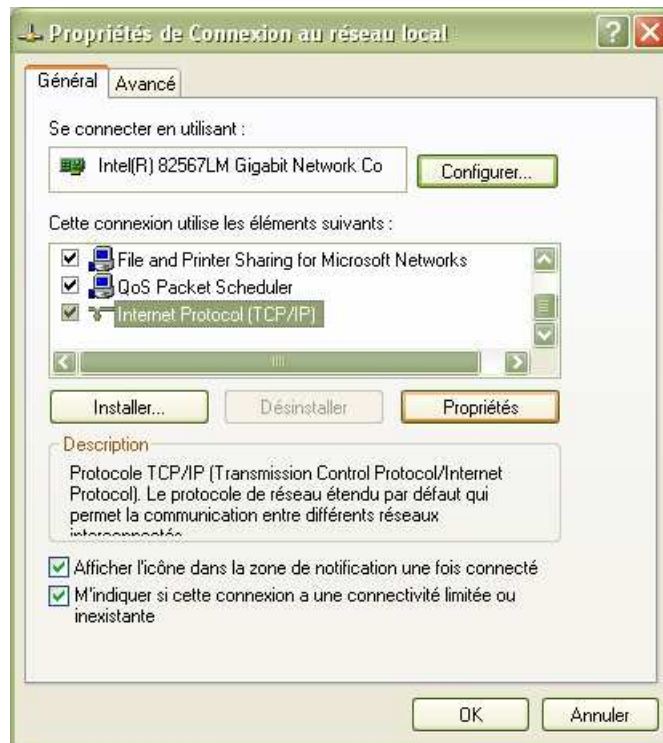 Propriétés de Connexion au réseau local
Général Avancé
Se connecter en utilisant :
Intel(R) 82567LM Gigabit Network Co Configurer...
Cette connexion utilise les éléments suivants :
File and Printer Sharing for Microsoft Networks
QoS Packet Scheduler
Internet Protocol (TCP/IP)
Installer... Désinstaller Propriétés
Description
Protocole TCP/IP (Transmission Control Protocol/Internet
Protocol). Le protocole de réseau étendu par défaut qui
permet la communication entre différents réseaux
interconnectés
Afficher l'icône dans la zone de notification une fois connecté
M'indiquer si cette connexion a une connectivité limitée ou
inexistante
OK Annuler